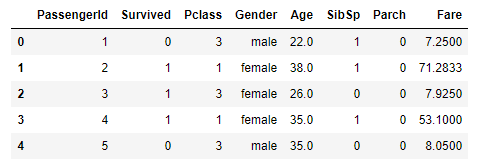 PassengerId Survived Pclass Gender Age SibSp Parch Fare
0 1 0 3 male 22.0 1 0 7.2500
1 2 1 1 female 38.0 1 0 71.2833
2 3 1 3 female 26.0 0 0 7.9250
3 4 1 1 female 35.0 1 0 53.1000
4 5 0 3 male 35.0 0 0 8.0500